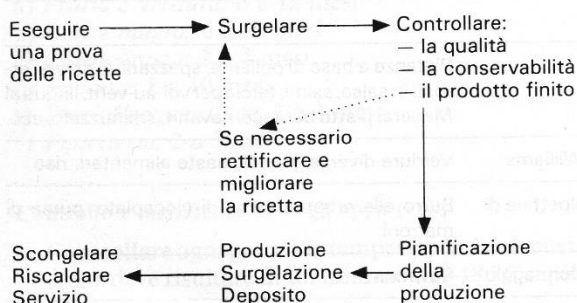 Eseguire
una prova
delle ricette
Surgelare
Controllare:
— la qualità
— la conservabilità
— il prodotto finito
Se necessario
rettificare e
migliorare
la ricetta
Pianificazione
della
produzione
Produzione
Surgelazione
Deposito
Scongelare
Riscaldare
Servizio